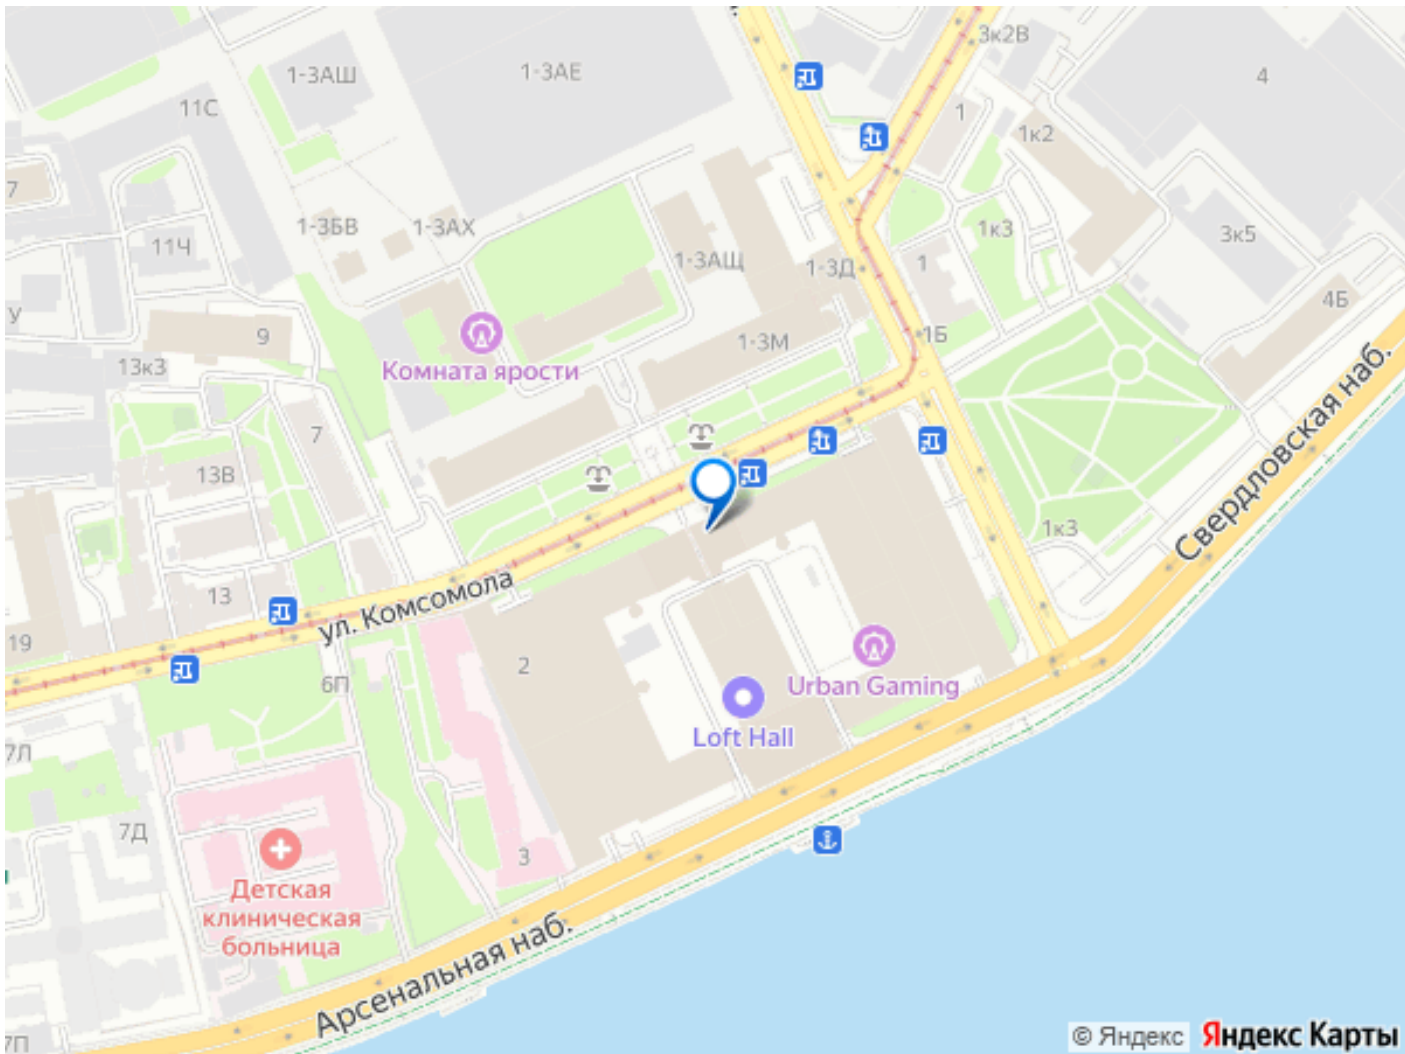 3к2В
1-3АШ
1-3АЕ
4
11С
1
1к2
7
1-3БВ
1-3АХ
1к3
3к5
11Ч
1-3АЩ
1-3Д
1
4Б
У
9
1-3М
1Б
13к3
Комната ярости
Свердловская наб.
7
13В
1к3
13
ул. Комсомола
19
2
6П
Urban Gaming
Loft Hall
7Л
7Д
3
Детская
клиническая
больница
Арсенальная наб.
7П
© Яндекс Яндекс Карты